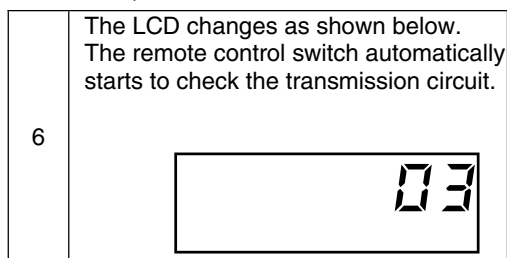 The LCD changes as shown below.
The remote control switch automatically
starts to check the transmission circuit.
6
03